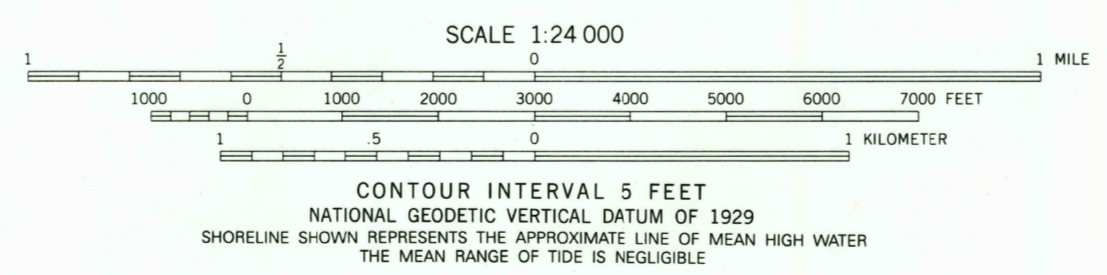 SCALE 1:24 000
1 ½ 0 1 MILE
1000 0 1000 2000 3000 4000 5000 6000 7000 FEET
1 .5 0 1 KILOMETER
CONTOUR INTERVAL 5 FEET
NATIONAL GEODETIC VERTICAL DATUM OF 1929
SHORELINE SHOWN REPRESENTS THE APPROXIMATE LINE OF MEAN HIGH WATER
THE MEAN RANGE OF TIDE IS NEGLIGIBLE